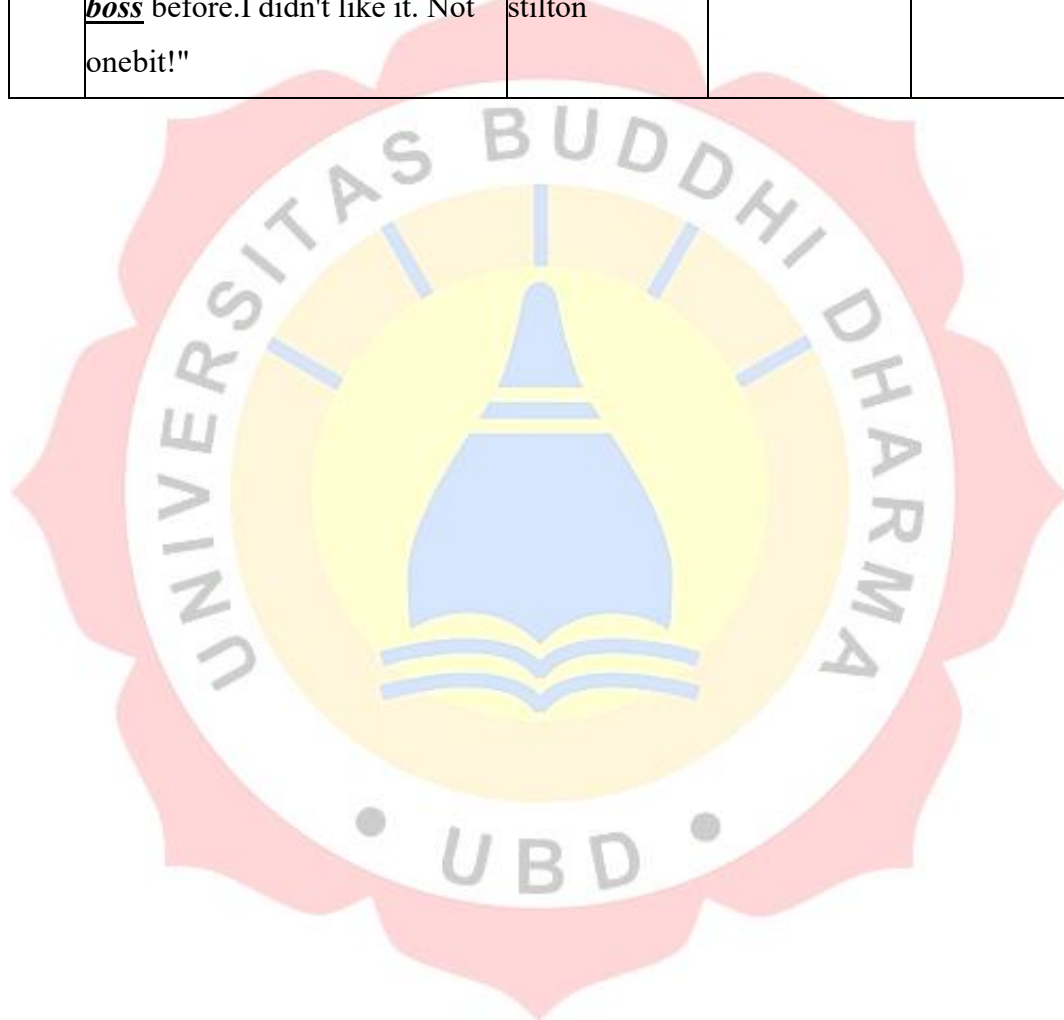 boss before.I didn't like it. Not
onebit!"
stilton
UNIVERSITAS BUDDHI DHARMA
• UBD •